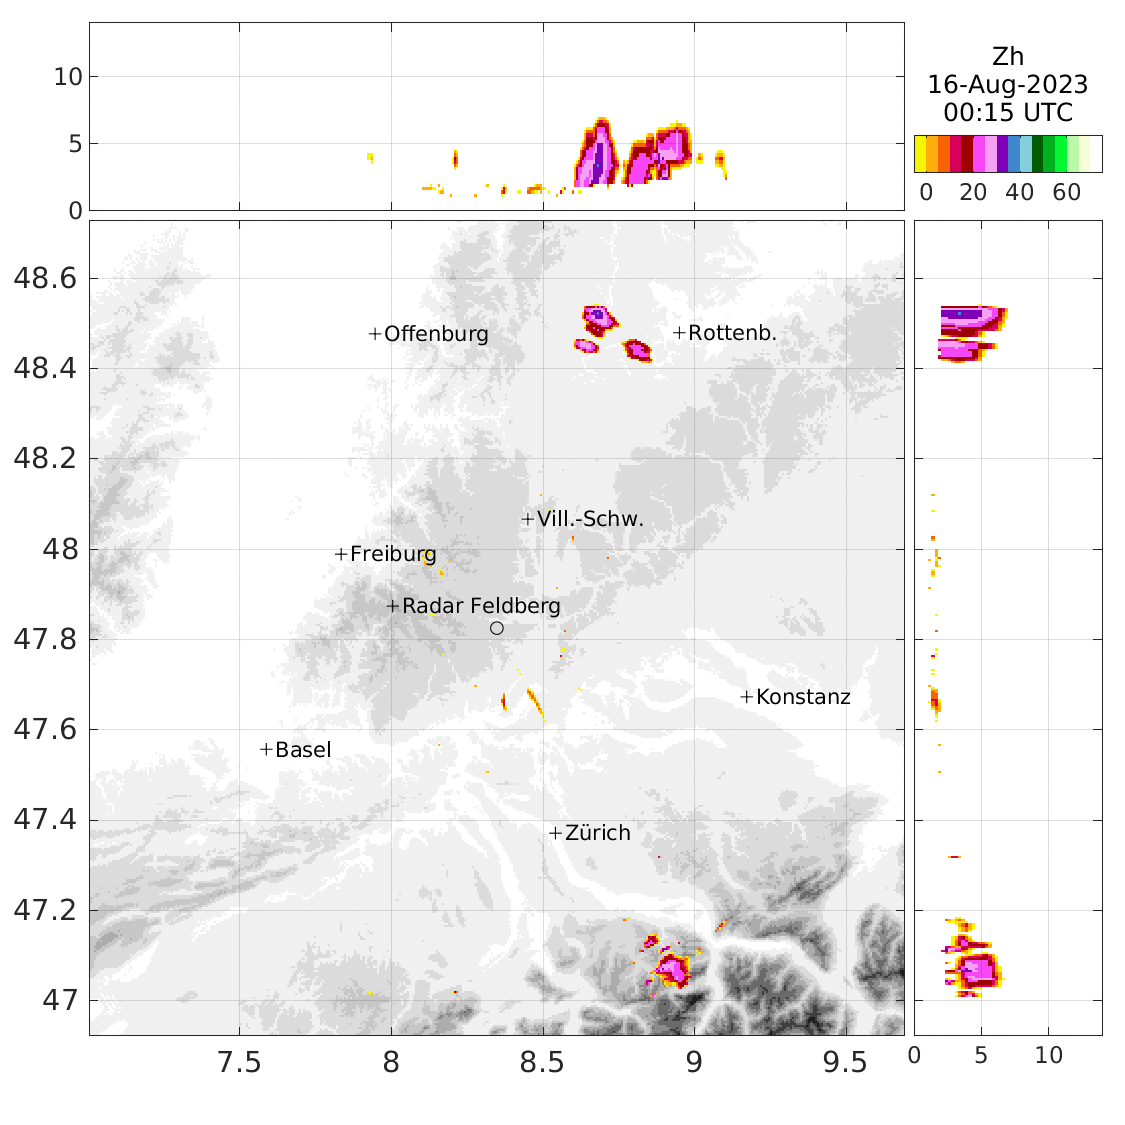 Zh
16-Aug-2023
00:15 UTC
10
5
0
0 20 40 60
48.6
48.4
48.2
48
47.8
47.6
47.4
47.2
47
+Offenburg
+Rottenb.
+Vill.-Schw.
+Freiburg
+Radar Feldberg
+Konstanz
+Basel
+Zürich
7.5 8 8.5 9 9.5
0 5 10